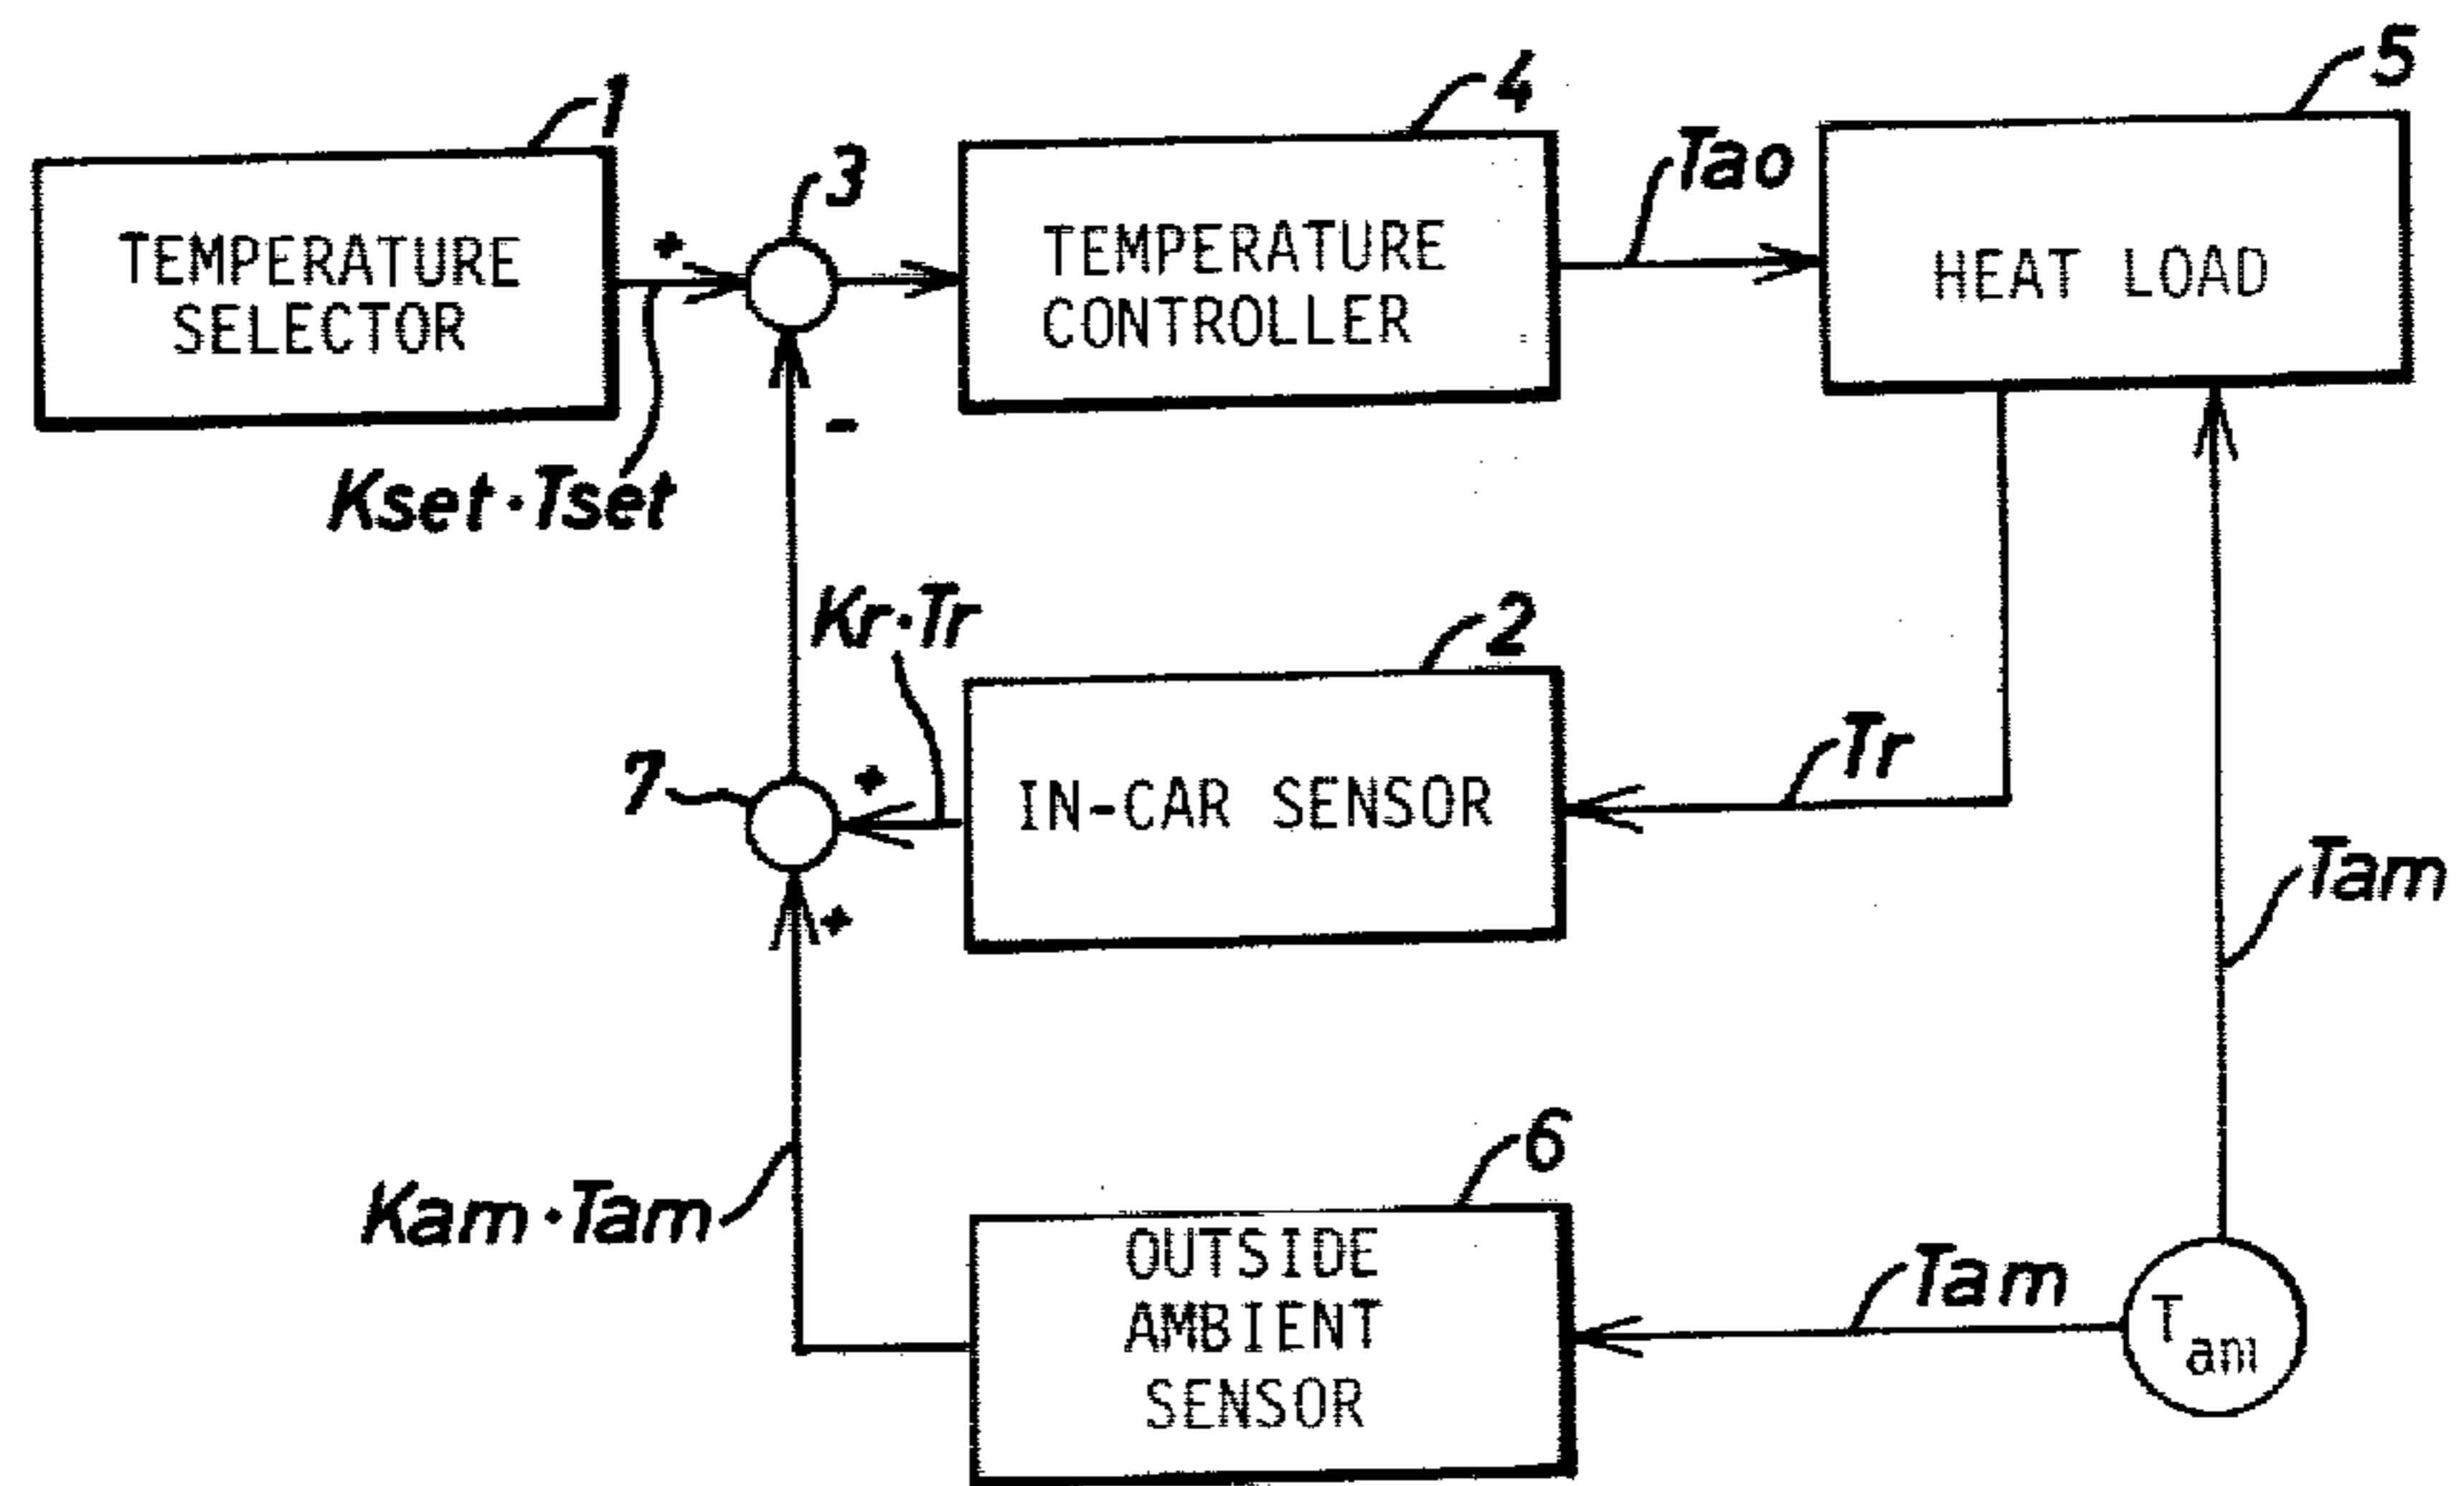 1
4
5
3
Tao
TEMPERATURE
SELECTOR
+
TEMPERATURE
CONTROLLER
HEAT LOAD
-
Kset·Tset
Kr·Tr
2
7
+
IN-CAR SENSOR
Tr
Tam
+
6
Kam·Tam
OUTSIDE
AMBIENT
SENSOR
Tam
Tam